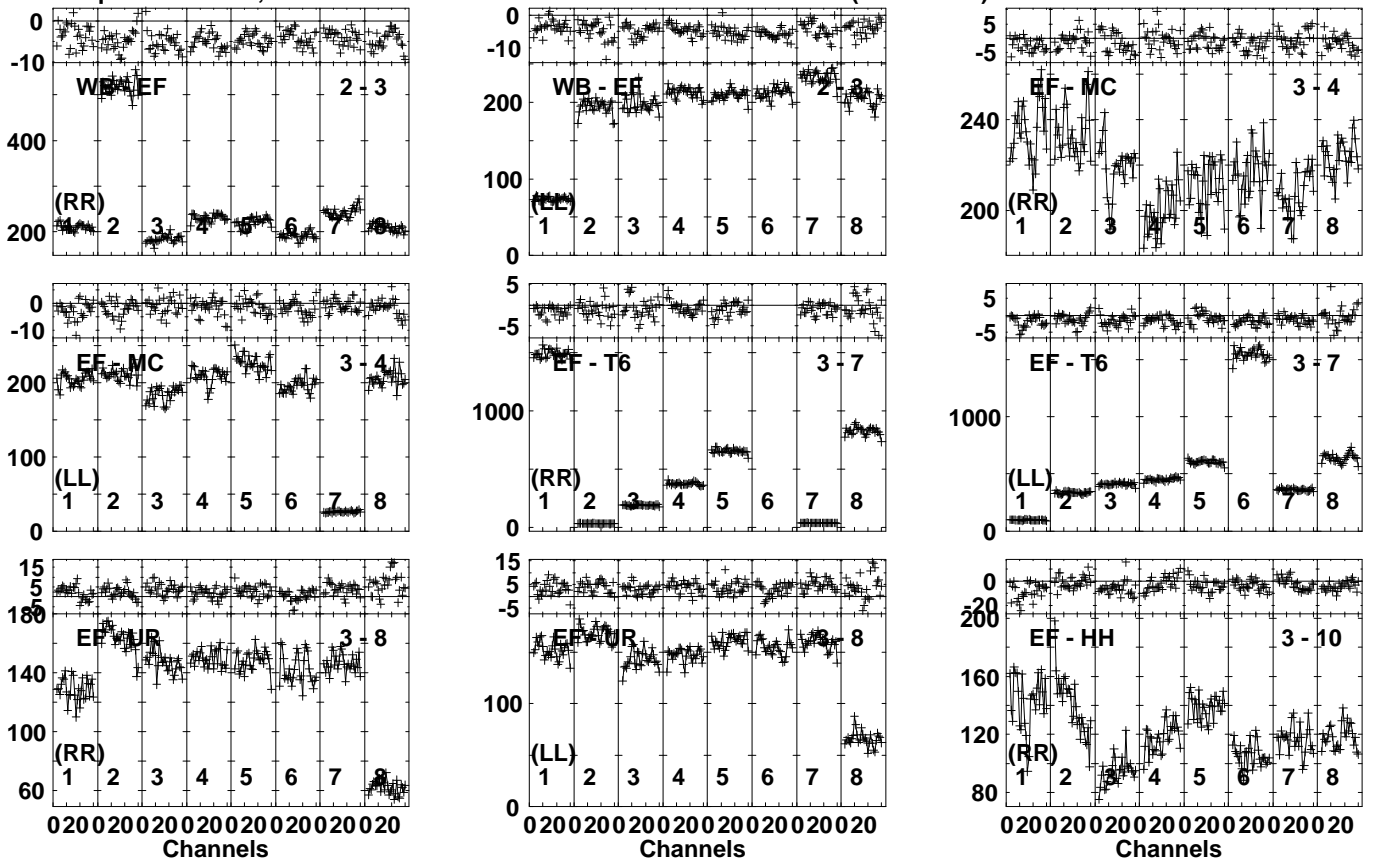 0
-10
WB - EF 2 - 3
400
200
(RR)
1 2 3 4 5 6 7 8
0
-10
WB - EF 2 - 3
200
100
0
(LL)
1 2 3 4 5 6 7 8
5
-5
EF - MC 3 - 4
240
200
(RR)
1 2 3 4 5 6 7 8
0
-10
EF - MC 3 - 4
200
100
0
(LL)
1 2 3 4 5 6 7 8
5
-5
EF - T6 3 - 7
1000
0
(RR)
1 2 3 4 5 6 7 8
5
-5
EF - T6 3 - 7
1000
0
(LL)
1 2 3 4 5 6 7 8
15
5
180
EF - UR 3 - 8
140
100
60
(RR)
1 2 3 4 5 6 7 8
0 20 0 20 0 20 0 20 0 20 0 20 0 20 0 20
Channels
15
5
-5
EF - UR 3 - 8
100
0
(LL)
1 2 3 4 5 6 7 8
0 20 0 20 0 20 0 20 0 20 0 20 0 20 0 20
Channels
0
-20
200
EF - HH 3 - 10
160
120
80
(RR)
1 2 3 4 5 6 7 8
0 20 0 20 0 20 0 20 0 20 0 20 0 20 0 20
Channels